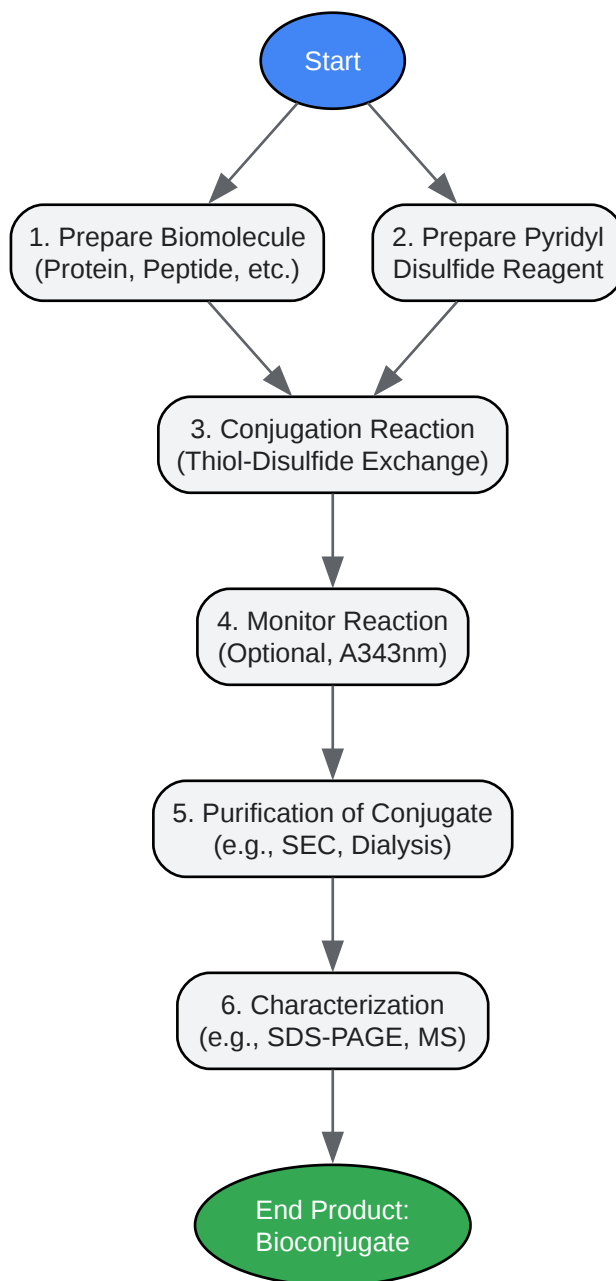 Start
1. Prepare Biomolecule
(Protein, Peptide, etc.)
2. Prepare Pyridyl
Disulfide Reagent
3. Conjugation Reaction
(Thiol-Disulfide Exchange)
4. Monitor Reaction
(Optional, A343nm)
5. Purification of Conjugate
(e.g., SEC, Dialysis)
6. Characterization
(e.g., SDS-PAGE, MS)
End Product:
Bioconjugate